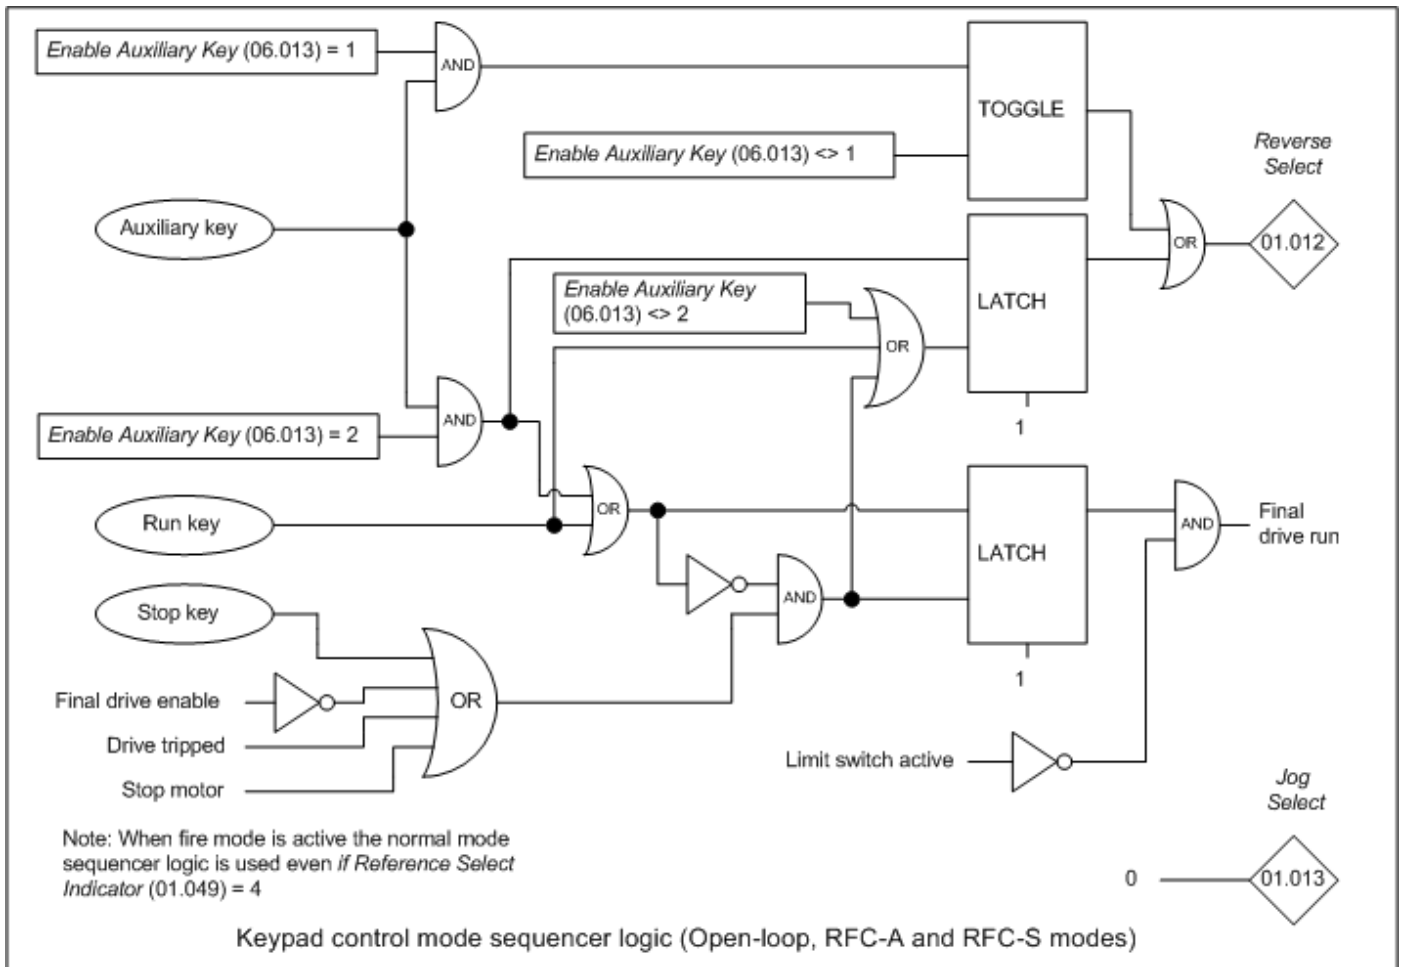 Enable Auxiliary Key (06.013) = 1
AND
TOGGLE
Enable Auxiliary Key (06.013) <> 1
Reverse
Select
Auxiliary key
OR
01.012
Enable Auxiliary Key
(06.013) <> 2
LATCH
OR
1
AND
Enable Auxiliary Key (06.013) = 2
Run key
OR
LATCH
AND
Final
drive run
Stop key
AND
1
Final drive enable
OR
Drive tripped
Stop motor
Limit switch active
Jog
Select
Note: When fire mode is active the normal mode
sequencer logic is used even if Reference Select
Indicator (01.049) = 4
0
01.013
Keypad control mode sequencer logic (Open-loop, RFC-A and RFC-S modes)